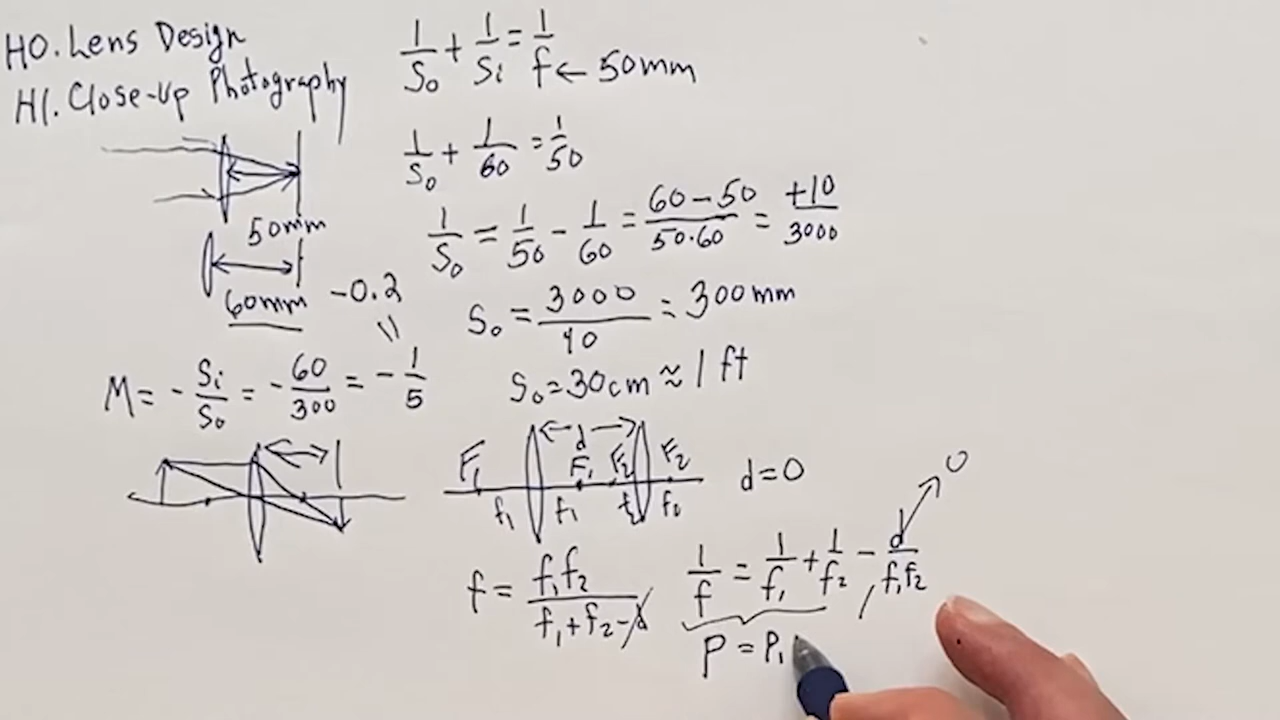 H0. Lens Design
H1. Close-Up Photography
1/S₀ + 1/Sᵢ = 1/f ← 50mm
1/S₀ + 1/60 = 1/50
1/S₀ = 1/50 - 1/60 = 60-50/50·60 = +10/3000
50mm
60mm
S₀ = 3000/10 = 300mm
M = - Sᵢ/S₀ = - 60/300 = - 1/5 = -0.2
S₀ = 30cm ≈ 1 ft
d
F₁ F₁ F₂ F₂
f₁ f₁ f₂
d=0
f = f₁f₂/f₁+f₂-d
1/f = 1/f₁ + 1/f₂ - d/f₁f₂ 0
P = P₁